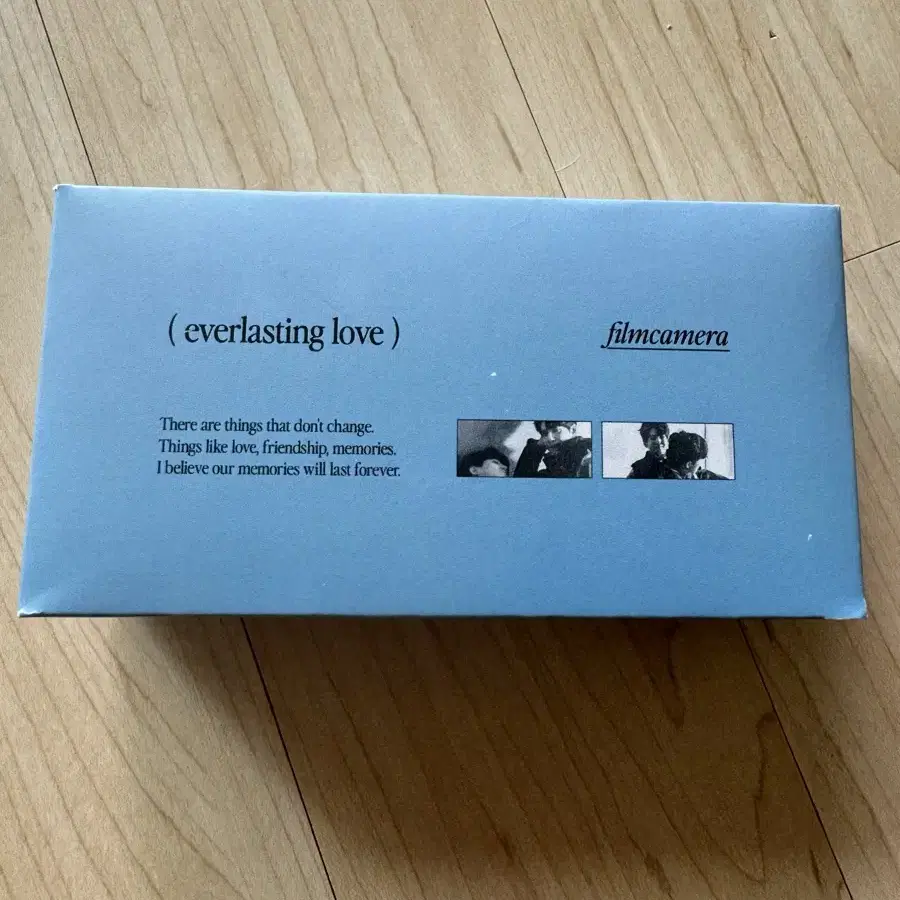 ( everlasting love )
filmcamera
There are things that don't change.
Things like love, friendship, memories.
I believe our memories will last forever.